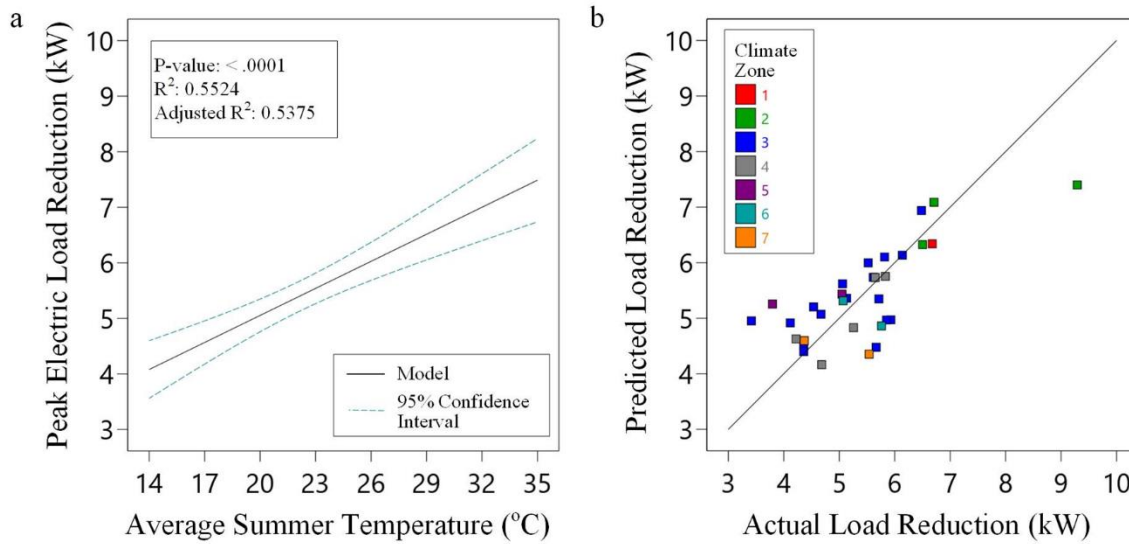 a
Peak Electric Load Reduction (kW)
10
9
8
7
6
5
4
3
P-value: < .0001
R²: 0.5524
Adjusted R²: 0.5375
Model
95% Confidence
Interval
14
17
20
23
26
29
32
35
Average Summer Temperature (°C)
b
Predicted Load Reduction (kW)
10
9
8
7
6
5
4
3
Climate
Zone
1
2
3
4
5
6
7
3
4
5
6
7
8
9
10
Actual Load Reduction (kW)